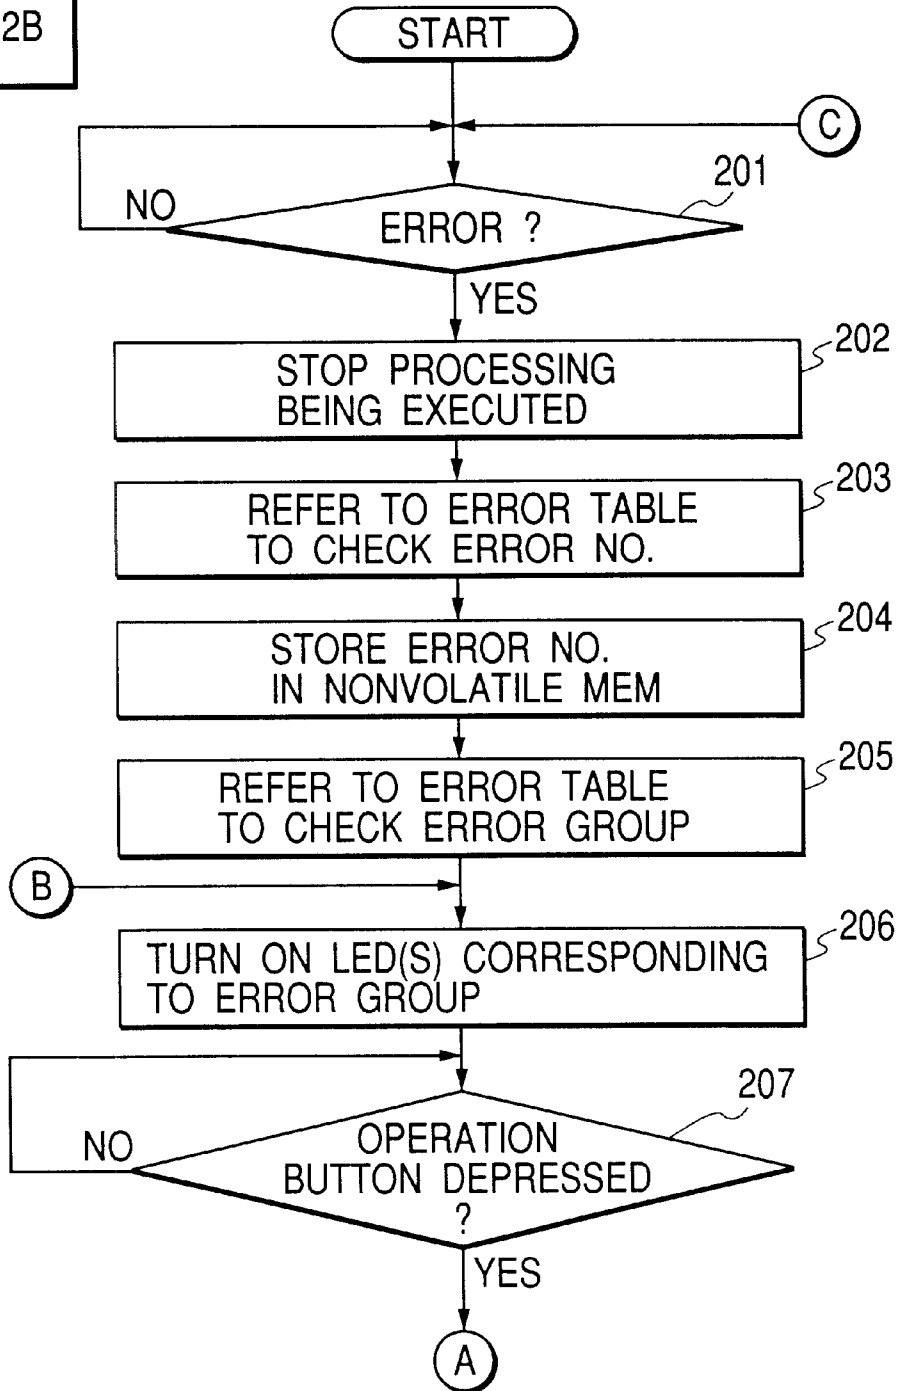 2B
START
C
201
NO
ERROR ?
YES
202
STOP PROCESSING
BEING EXECUTED
203
REFER TO ERROR TABLE
TO CHECK ERROR NO.
204
STORE ERROR NO.
IN NONVOLATILE MEM
205
REFER TO ERROR TABLE
TO CHECK ERROR GROUP
B
206
TURN ON LED(S) CORRESPONDING
TO ERROR GROUP
207
NO
OPERATION
BUTTON DEPRESSED
?
YES
A